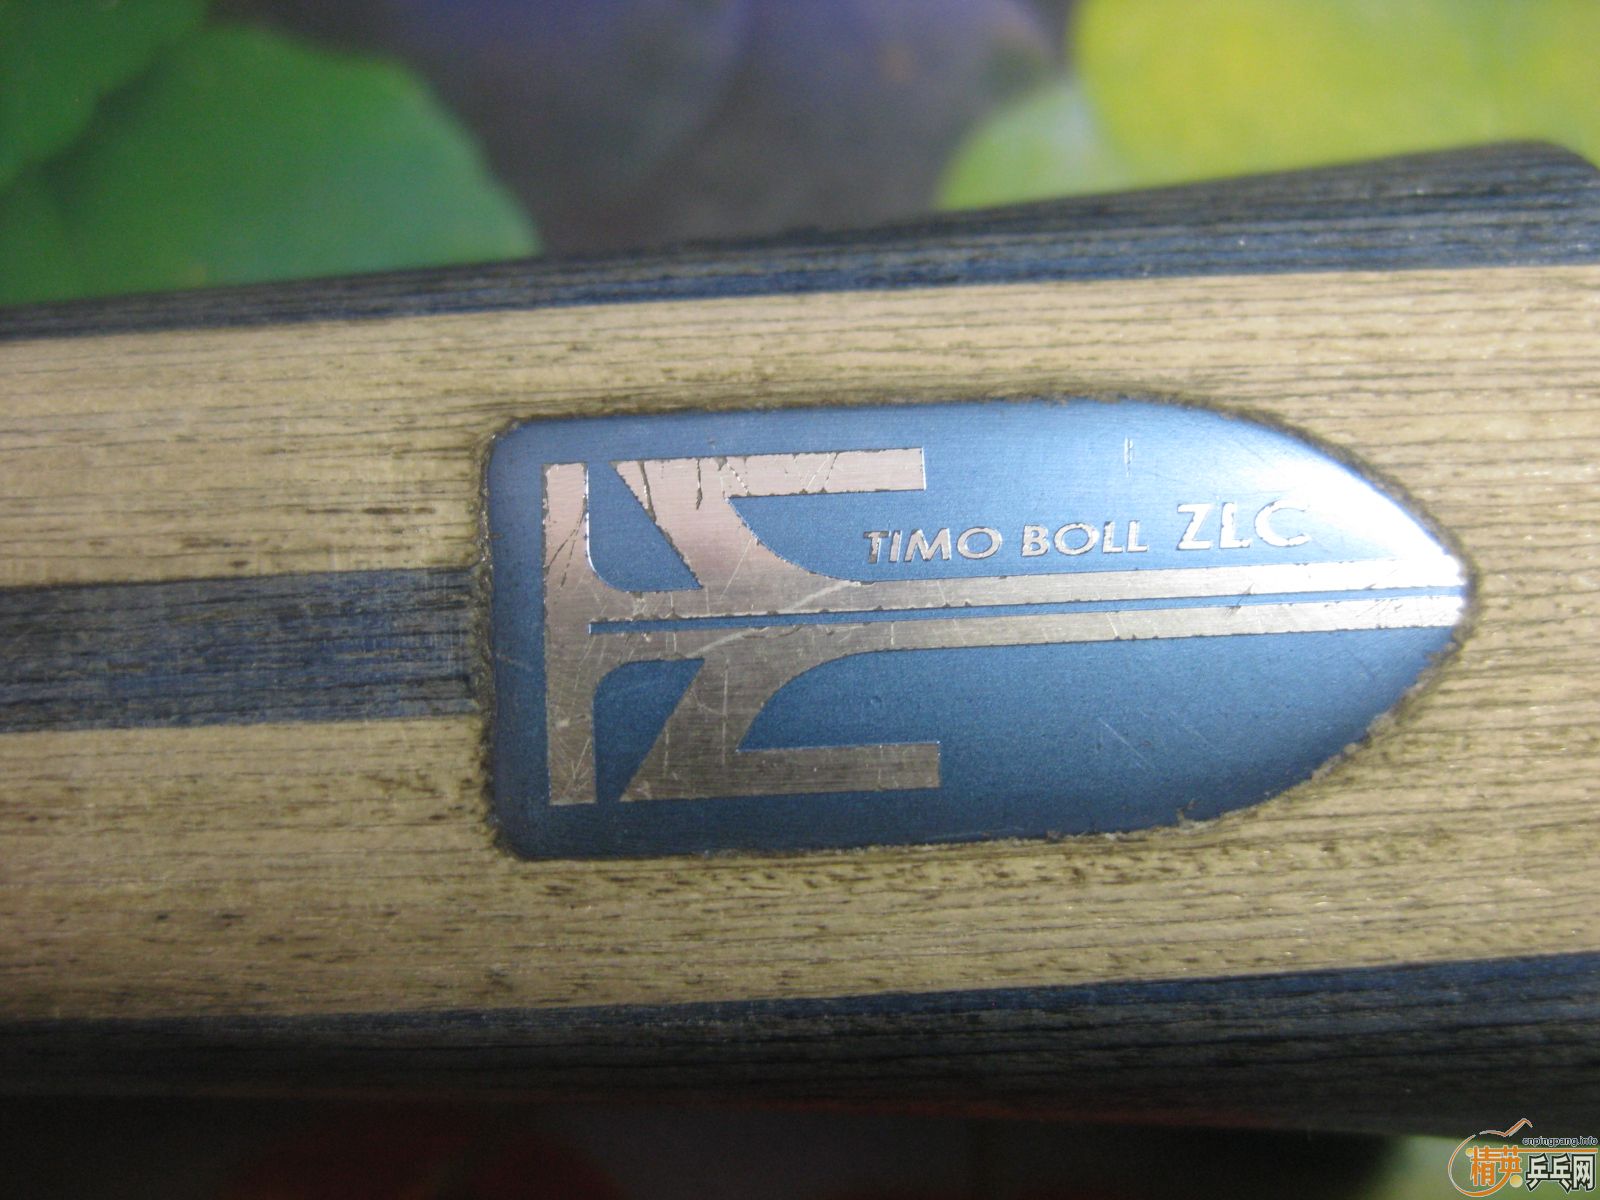 TIMO BOLL ZLC
cnpingpang.info
精英乒乓网